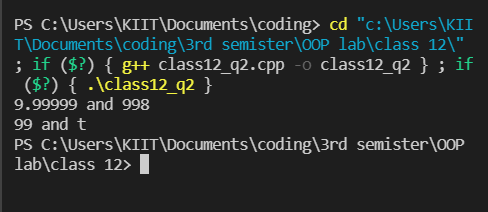 PS C:\Users\KIIT\Documents\coding> cd "c:\Users\KII
T\Documents\coding\3rd semister\OOP lab\class 12\"
; if ($?) { g++ class12_q2.cpp -o class12_q2 } ; if
 ($?) { .\class12_q2 }
9.99999 and 998
99 and t
PS C:\Users\KIIT\Documents\coding\3rd semister\OOP
lab\class 12>